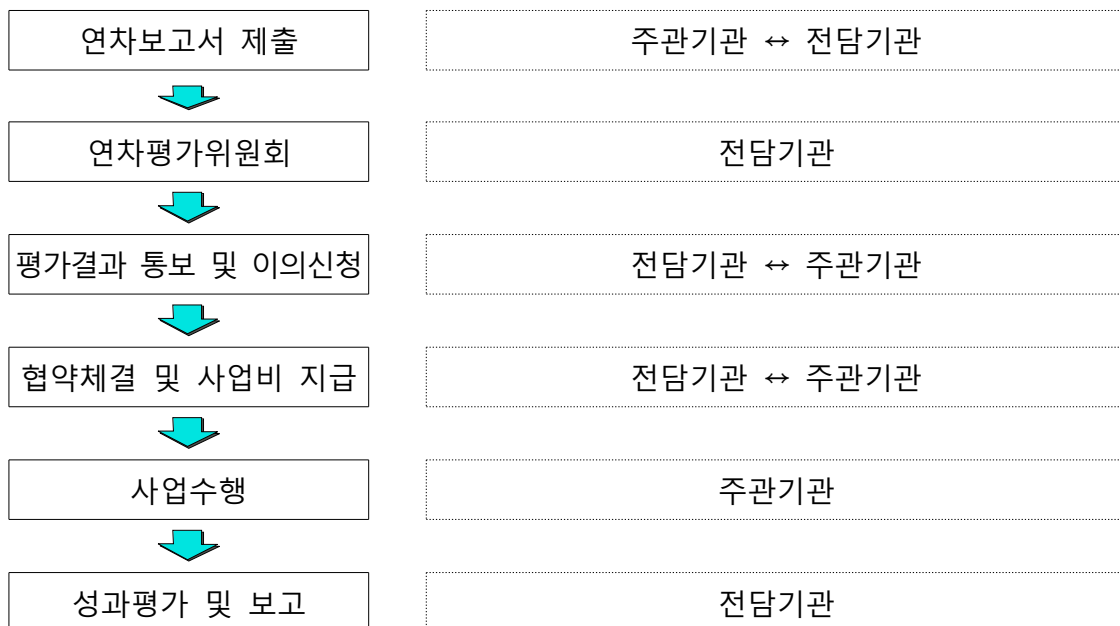 연차보고서 제출
주관기관 ↔ 전담기관
연차평가위원회
전담기관
평가결과 통보 및 이의신청
전담기관 ↔ 주관기관
협약체결 및 사업비 지급
전담기관 ↔ 주관기관
사업수행
주관기관
성과평가 및 보고
전담기관